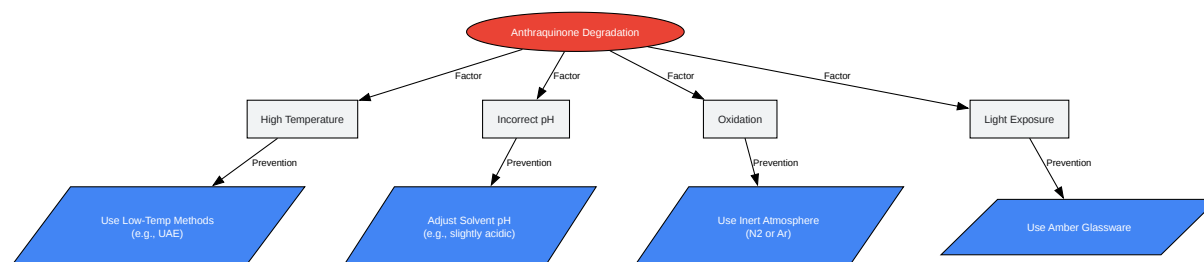 Anthraquinone Degradation
Factor
Factor
Factor
Factor
High Temperature
Incorrect pH
Oxidation
Light Exposure
Prevention
Prevention
Prevention
Prevention
Use Low-Temp Methods
(e.g., UAE)
Adjust Solvent pH
(e.g., slightly acidic)
Use Inert Atmosphere
(N2 or Ar)
Use Amber Glassware